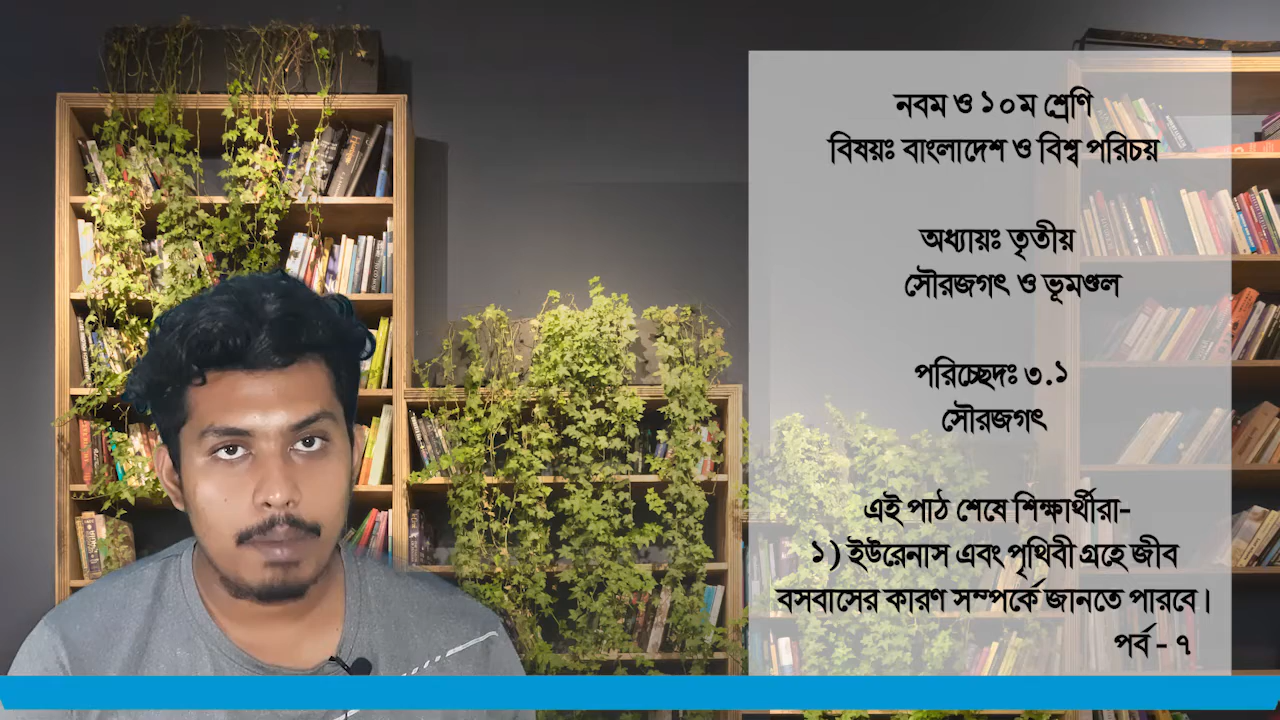 নবম ও ১০ম শ্রেণি
বিষয়ঃ বাংলাদেশ ও বিশ্ব পরিচয়
অধ্যায়ঃ তৃতীয়
সৌরজগৎ ও ভূমণ্ডল
পরিচ্ছেদঃ ৩.১
সৌরজগৎ
এই পাঠ শেষে শিক্ষার্থীরা-
১) ইউরেনাস এবং পৃথিবী গ্রহে জীব
বসবাসের কারণ সম্পর্কে জানতে পারবে।
পর্ব - ৭